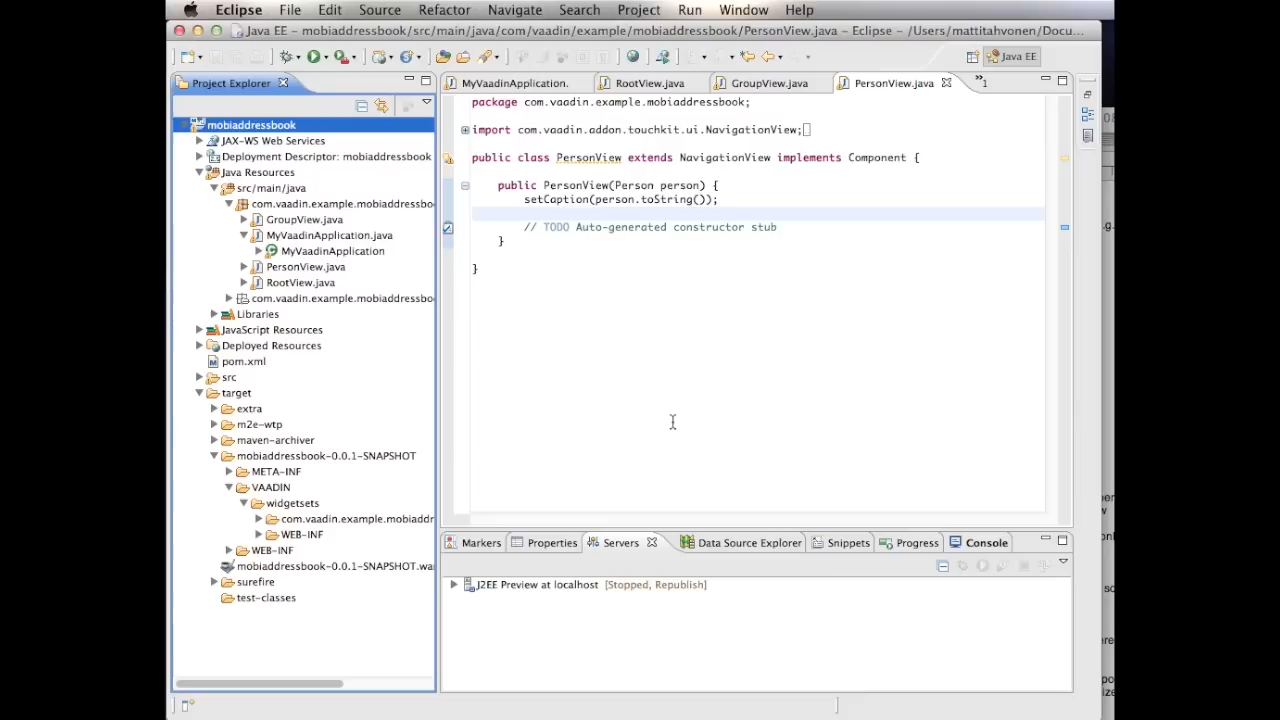 Eclipse File Edit Source Refactor Navigate Search Project Run Window Help
Java EE – mobiaddressbook/src/main/java/com/vaadin/example/mobiaddressbook/PersonView.java – Eclipse – /Users/mattitahvonen/Docu...
Java EE
Project Explorer
MyVaadinApplication. RootView.java GroupView.java PersonView.java »1
mobiaddressbook
JAX-WS Web Services
Deployment Descriptor: mobiaddressbook
Java Resources
src/main/java
com.vaadin.example.mobiaddressbo
GroupView.java
MyVaadinApplication.java
MyVaadinApplication
PersonView.java
RootView.java
com.vaadin.example.mobiaddressbo
Libraries
JavaScript Resources
Deployed Resources
pom.xml
src
target
extra
m2e-wtp
maven-archiver
mobiaddressbook-0.0.1-SNAPSHOT
META-INF
VAADIN
widgetsets
com.vaadin.example.mobiaddr
WEB-INF
WEB-INF
mobiaddressbook-0.0.1-SNAPSHOT.wa
surefire
test-classes
package com.vaadin.example.mobiaddressbook;
import com.vaadin.addon.touchkit.ui.NavigationView;
public class PersonView extends NavigationView implements Component {
public PersonView(Person person) {
setCaption(person.toString());
// TODO Auto-generated constructor stub
}
}
Markers Properties Servers Data Source Explorer Snippets Progress Console
J2EE Preview at localhost [Stopped, Republish]